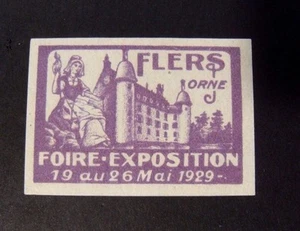 FLERS
ORNE
FOIRE-EXPOSITION
19 au 26 Mai 1929-